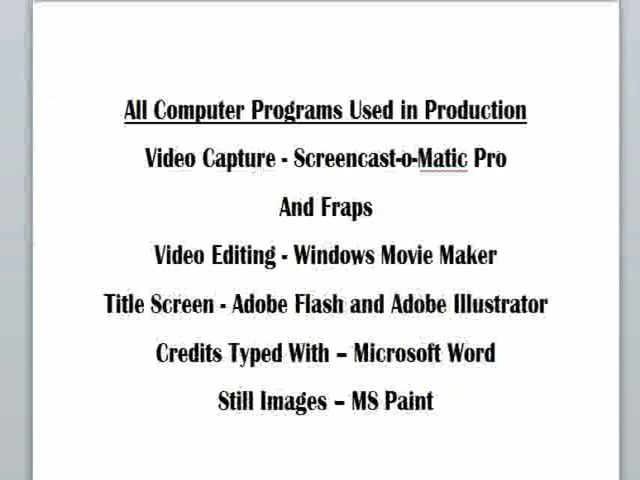 All Computer Programs Used in Production
Video Capture - Screencast-o-Matic Pro
And Fraps
Video Editing - Windows Movie Maker
Title Screen - Adobe Flash and Adobe Illustrator
Credits Typed With – Microsoft Word
Still Images – MS Paint